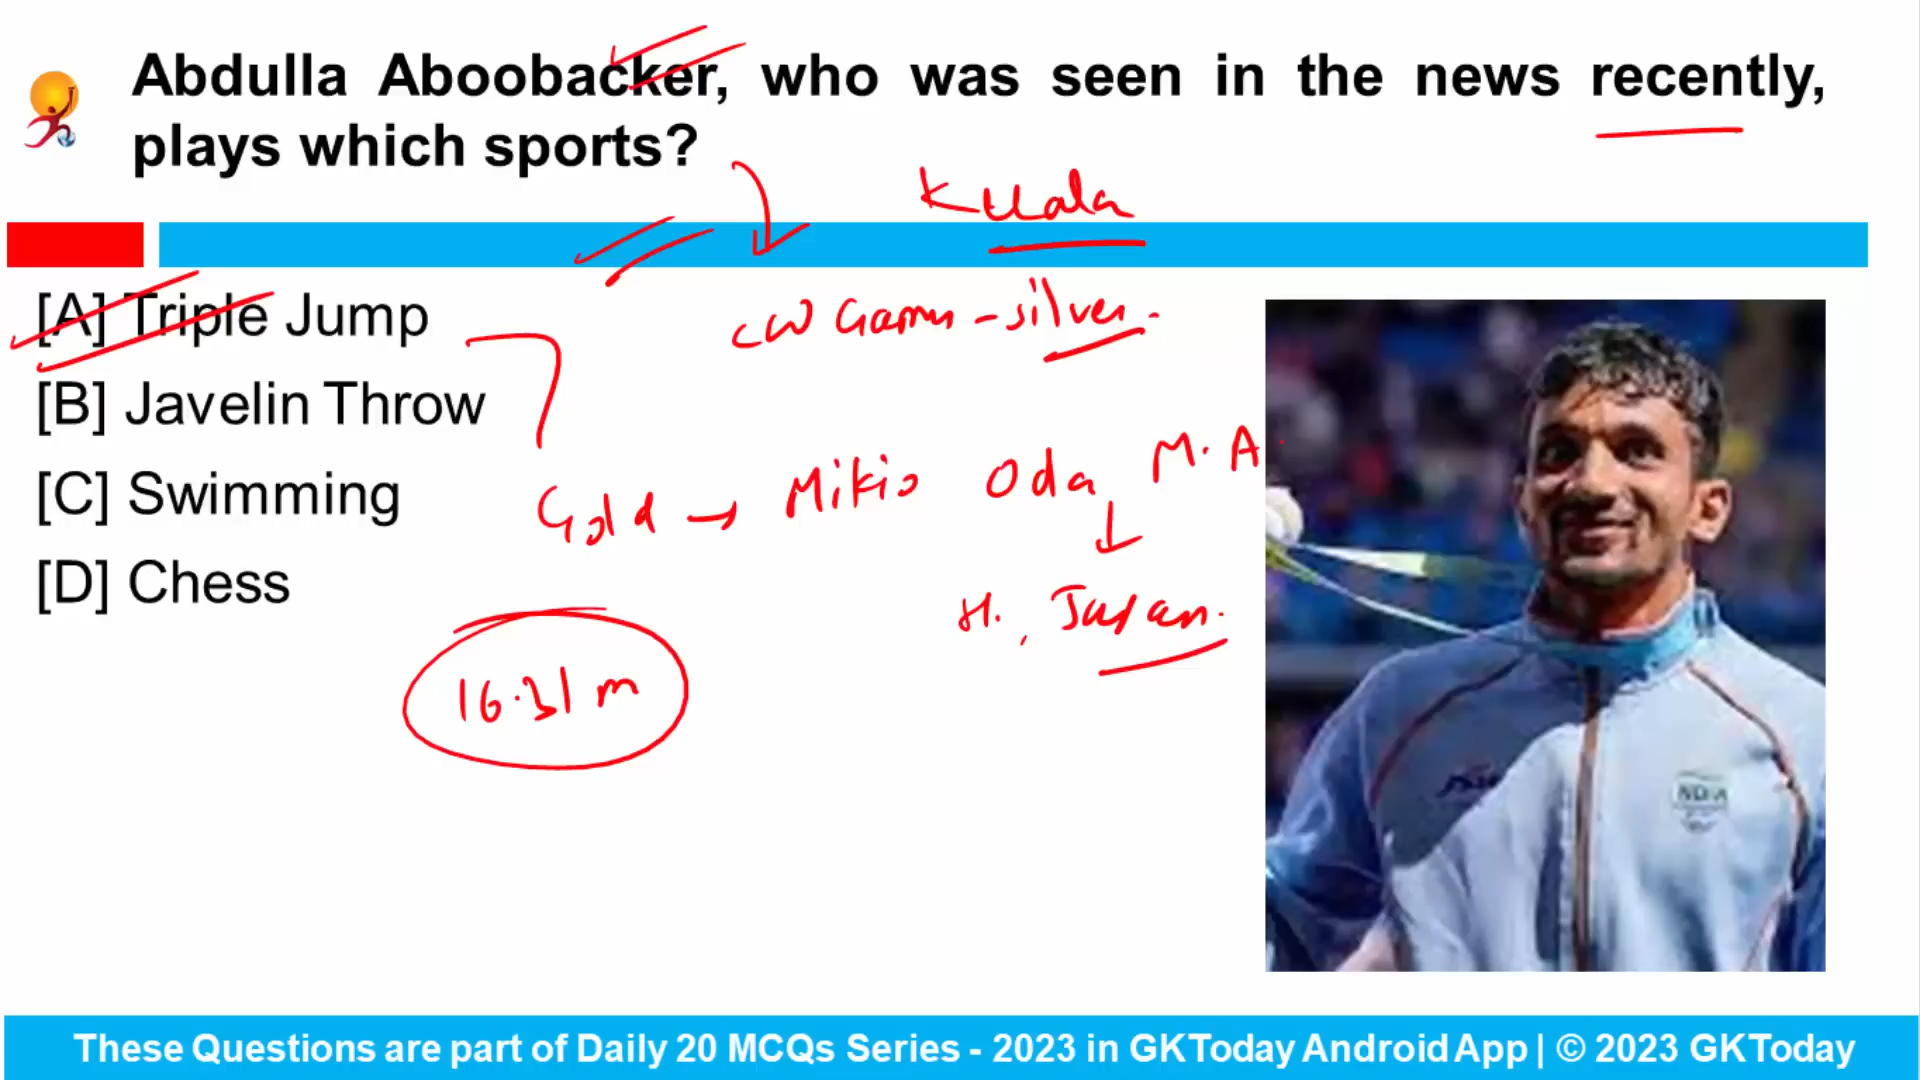 Abdulla Aboobacker, who was seen in the news recently,
plays which sports?
Kerala
[A] Triple Jump
CW Games - silver.
[B] Javelin Throw
Gold → Mikio Oda M. A.
[C] Swimming
[D] Chess
H., Japan.
16.31 m
INDIA
These Questions are part of Daily 20 MCQs Series - 2023 in GKToday Android App | © 2023 GKToday